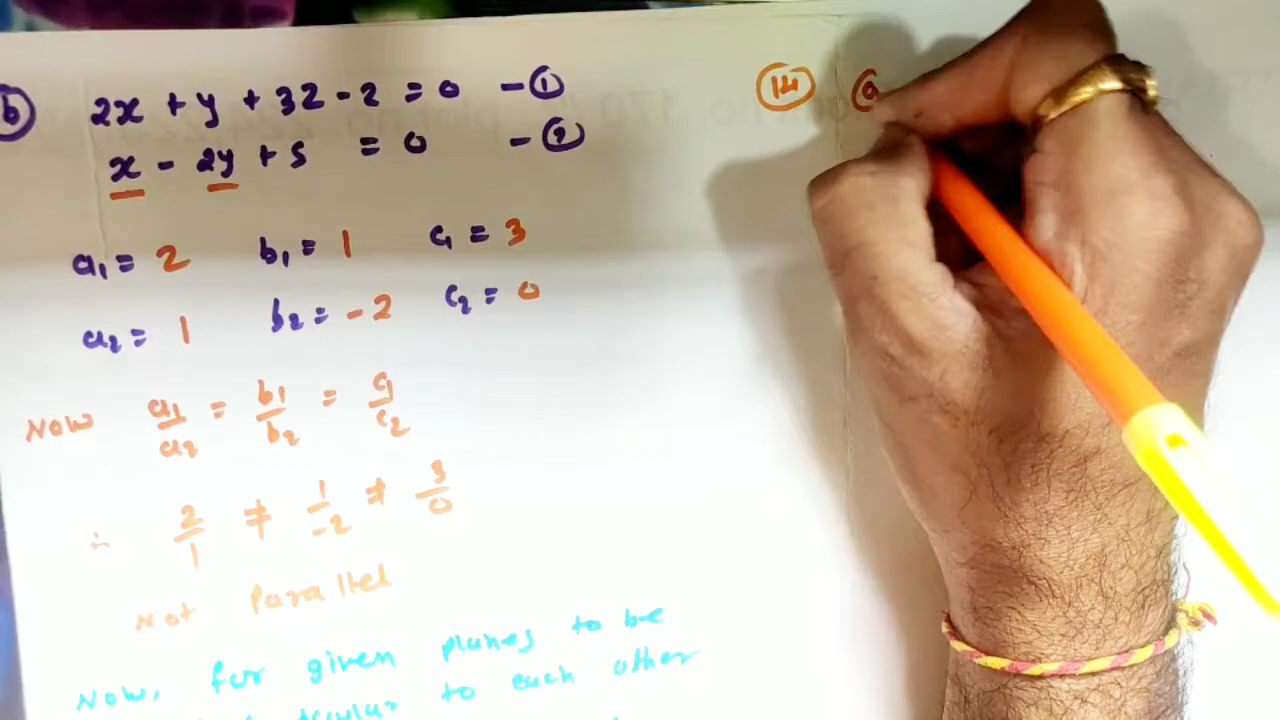 b 2x + y + 3z - 2 = 0 - ①
x - 2y + 5 = 0 - ②
a₁ = 2 b₁ = 1 c₁ = 3
a₂ = 1 b₂ = -2 c₂ = 0
Now a₁/a₂ = b₁/b₂ = c₁/c₂
∴ 2/1 ≠ 1/-2 ≠ 3/0
Not Parallel
Now, for given planes to be
to each other
14